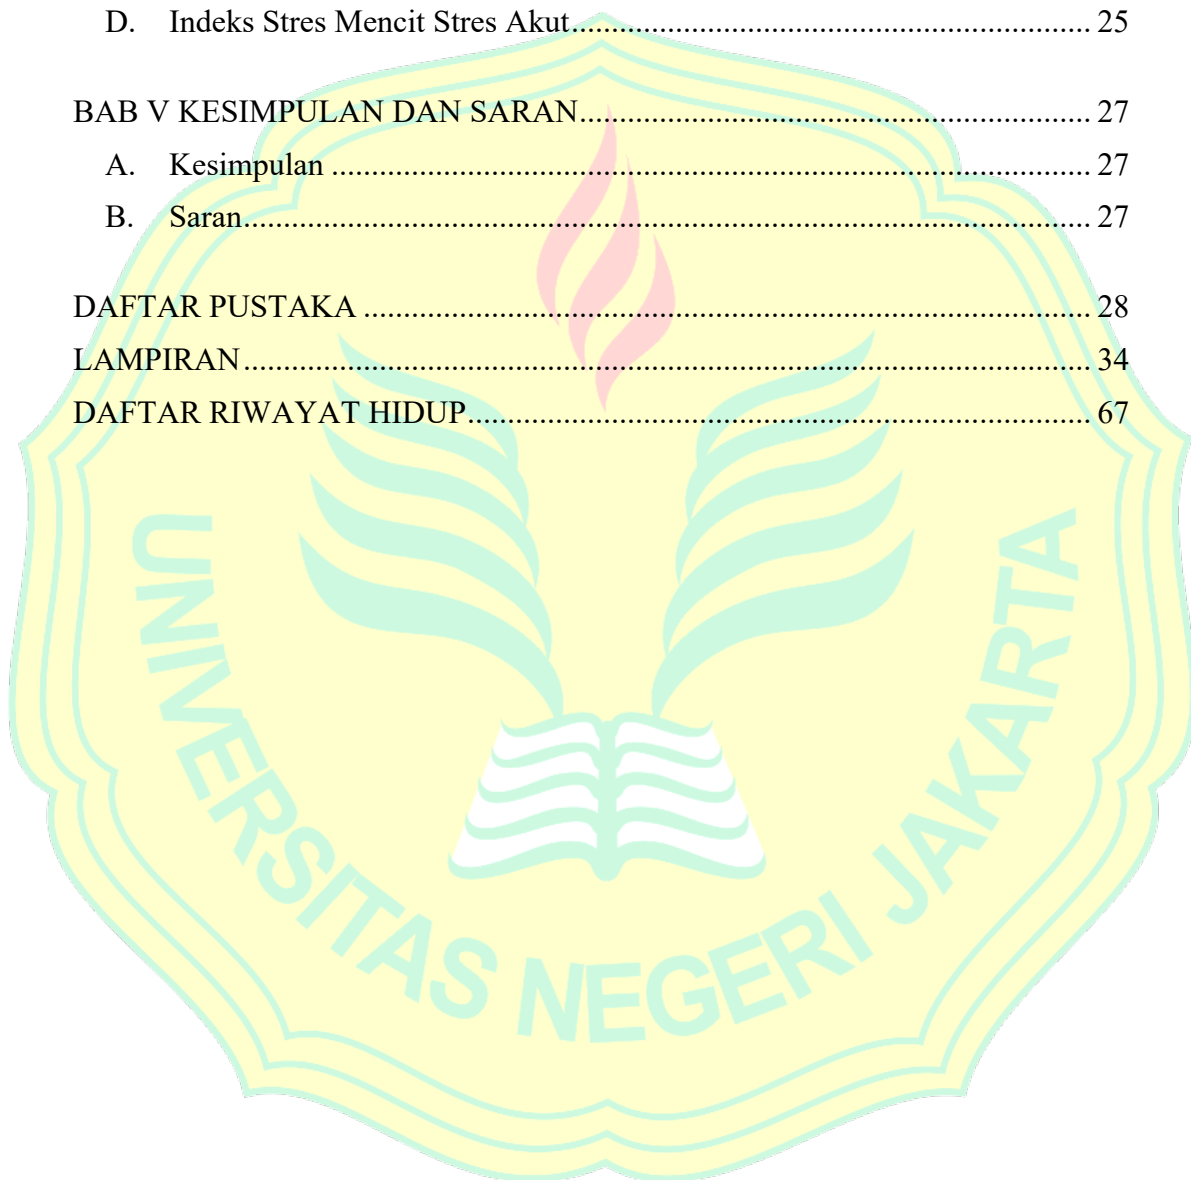 D. Indeks Stres Mencit Stres Akut.................................................................. 25
BAB V KESIMPULAN DAN SARAN................................................................ 27
A. Kesimpulan ................................................................................................ 27
B. Saran........................................................................................................... 27
DAFTAR PUSTAKA ........................................................................................... 28
LAMPIRAN.......................................................................................................... 34
DAFTAR RIWAYAT HIDUP.............................................................................. 67
UNIVERSITAS NEGERI JAKARTA